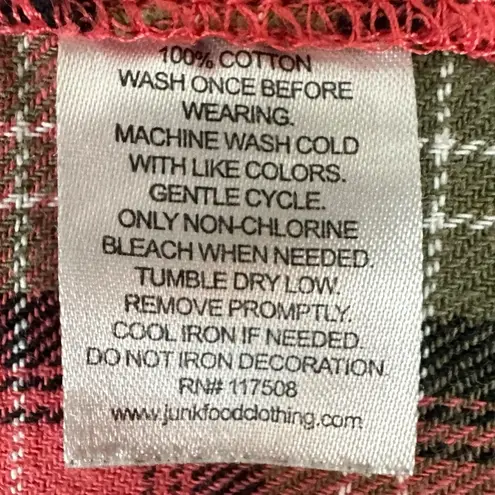 100% COTTON
WASH ONCE BEFORE
WEARING.
MACHINE WASH COLD
WITH LIKE COLORS.
GENTLE CYCLE.
ONLY NON-CHLORINE
BLEACH WHEN NEEDED.
TUMBLE DRY LOW.
REMOVE PROMPTLY.
COOL IRON IF NEEDED
DO NOT IRON DECORATION
RN# 117508
www.junkfoodclothing.com